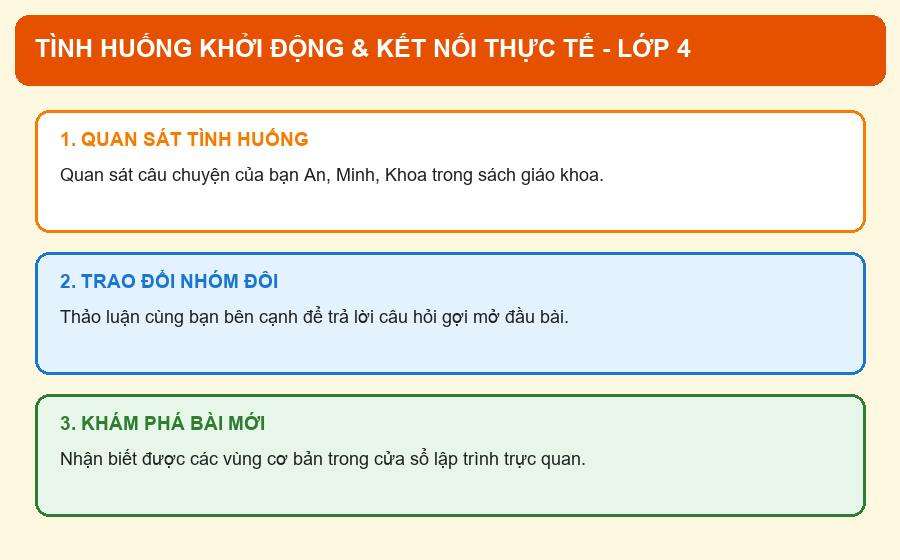 TÌNH HUỐNG KHỞI ĐỘNG & KẾT NỐI THỰC TẾ - LỚP 4
1. QUAN SÁT TÌNH HUỐNG
Quan sát câu chuyện của bạn An, Minh, Khoa trong sách giáo khoa.
2. TRAO ĐỔI NHÓM ĐÔI
Thảo luận cùng bạn bên cạnh để trả lời câu hỏi gợi mở đầu bài.
3. KHÁM PHÁ BÀI MỚI
Nhận biết được các vùng cơ bản trong cửa sổ lập trình trực quan.